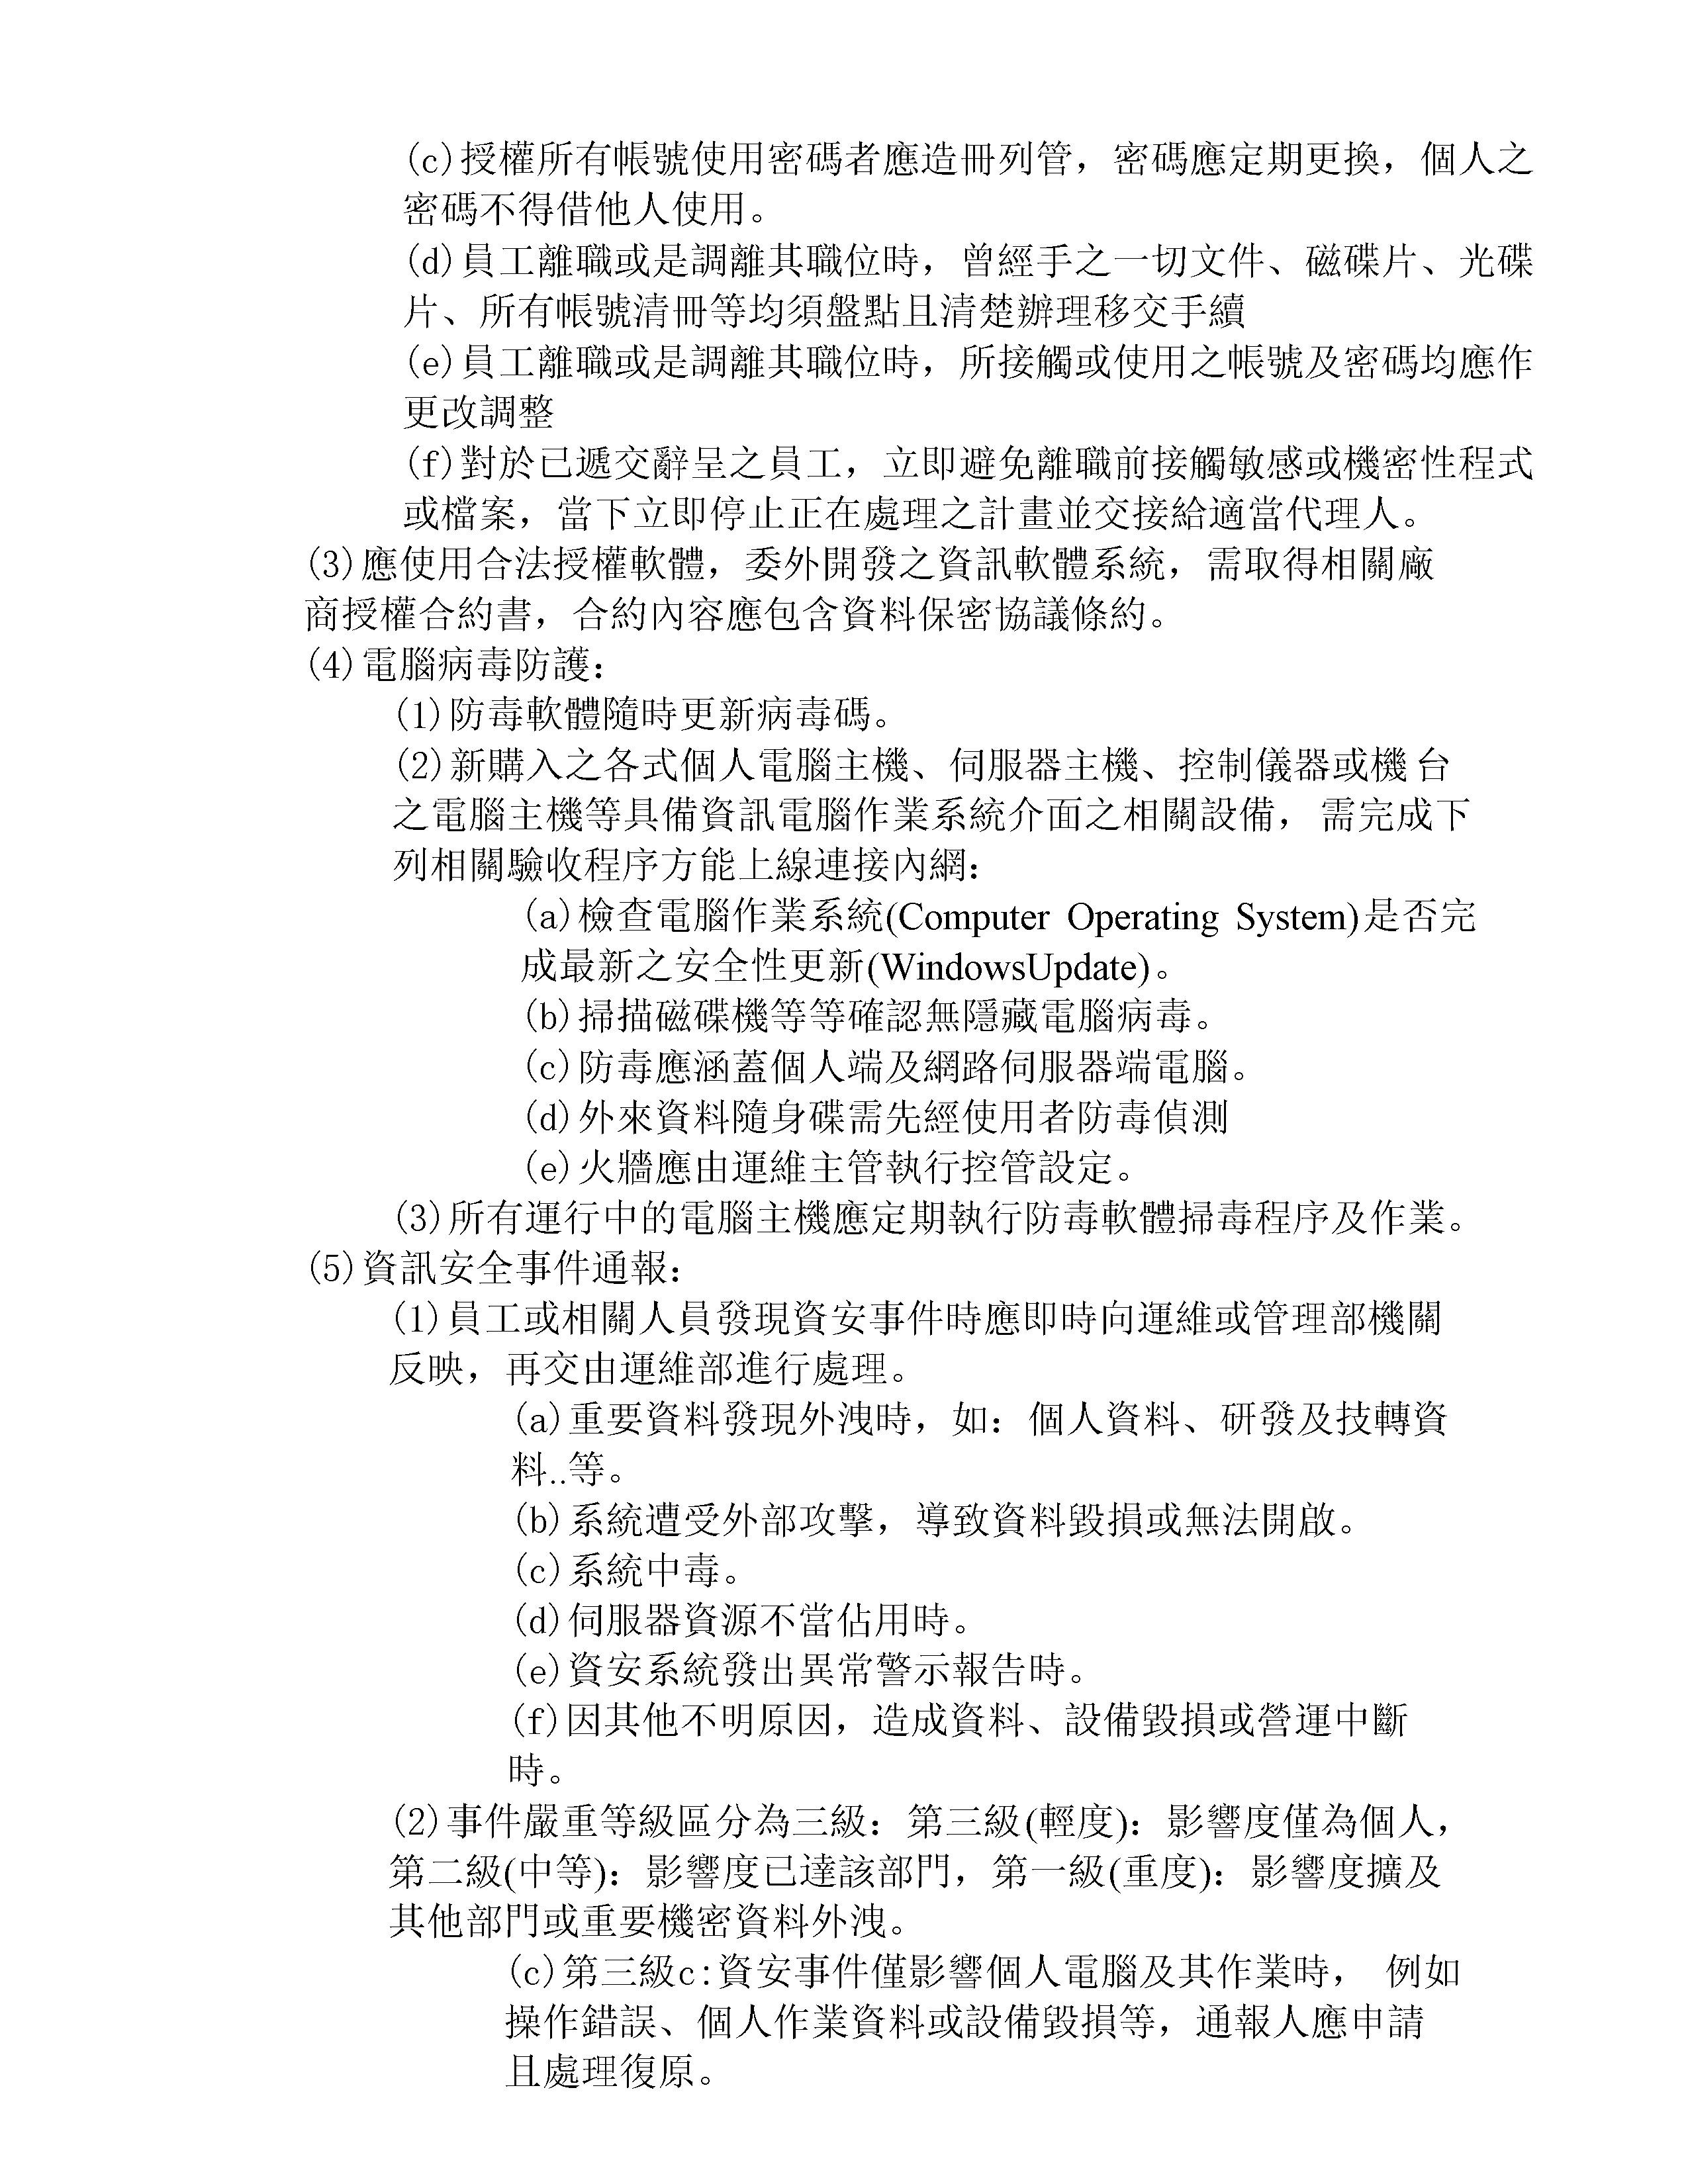 (c)授權所有帳號使用密碼者應造冊列管，密碼應定期更換，個人之
密碼不得借他人使用。
(d)員工離職或是調離其職位時，曾經手之一切文件、磁碟片、光碟
片、所有帳號清冊等均須盤點且清楚辦理移交手續
(e)員工離職或是調離其職位時，所接觸或使用之帳號及密碼均應作
更改調整
(f)對於已遞交辭呈之員工，立即避免離職前接觸敏感或機密性程式
或檔案，當下立即停止正在處理之計畫並交接給適當代理人。
(3)應使用合法授權軟體，委外開發之資訊軟體系統，需取得相關廠
商授權合約書，合約內容應包含資料保密協議條約。
(4)電腦病毒防護：
(1)防毒軟體隨時更新病毒碼。
(2)新購入之各式個人電腦主機、伺服器主機、控制儀器或機台
之電腦主機等具備資訊電腦作業系統介面之相關設備，需完成下
列相關驗收程序方能上線連接內網：
(a)檢查電腦作業系統(Computer Operating System)是否完
成最新之安全性更新(WindowsUpdate)。
(b)掃描磁碟機等等確認無隱藏電腦病毒。
(c)防毒應涵蓋個人端及網路伺服器端電腦。
(d)外來資料隨身碟需先經使用者防毒偵測
(e)火牆應由運維主管執行控管設定。
(3)所有運行中的電腦主機應定期執行防毒軟體掃毒程序及作業。
(5)資訊安全事件通報：
(1)員工或相關人員發現資安事件時應即時向運維或管理部機關
反映，再交由運維部進行處理。
(a)重要資料發現外洩時，如：個人資料、研發及技轉資
料..等。
(b)系統遭受外部攻擊，導致資料毀損或無法開啟。
(c)系統中毒。
(d)伺服器資源不當佔用時。
(e)資安系統發出異常警示報告時。
(f)因其他不明原因，造成資料、設備毀損或營運中斷
時。
(2)事件嚴重等級區分為三級：第三級(輕度)：影響度僅為個人，
第二級(中等)：影響度已達該部門，第一級(重度)：影響度擴及
其他部門或重要機密資料外洩。
(c)第三級c:資安事件僅影響個人電腦及其作業時， 例如
操作錯誤、個人作業資料或設備毀損等，通報人應申請
且處理復原。